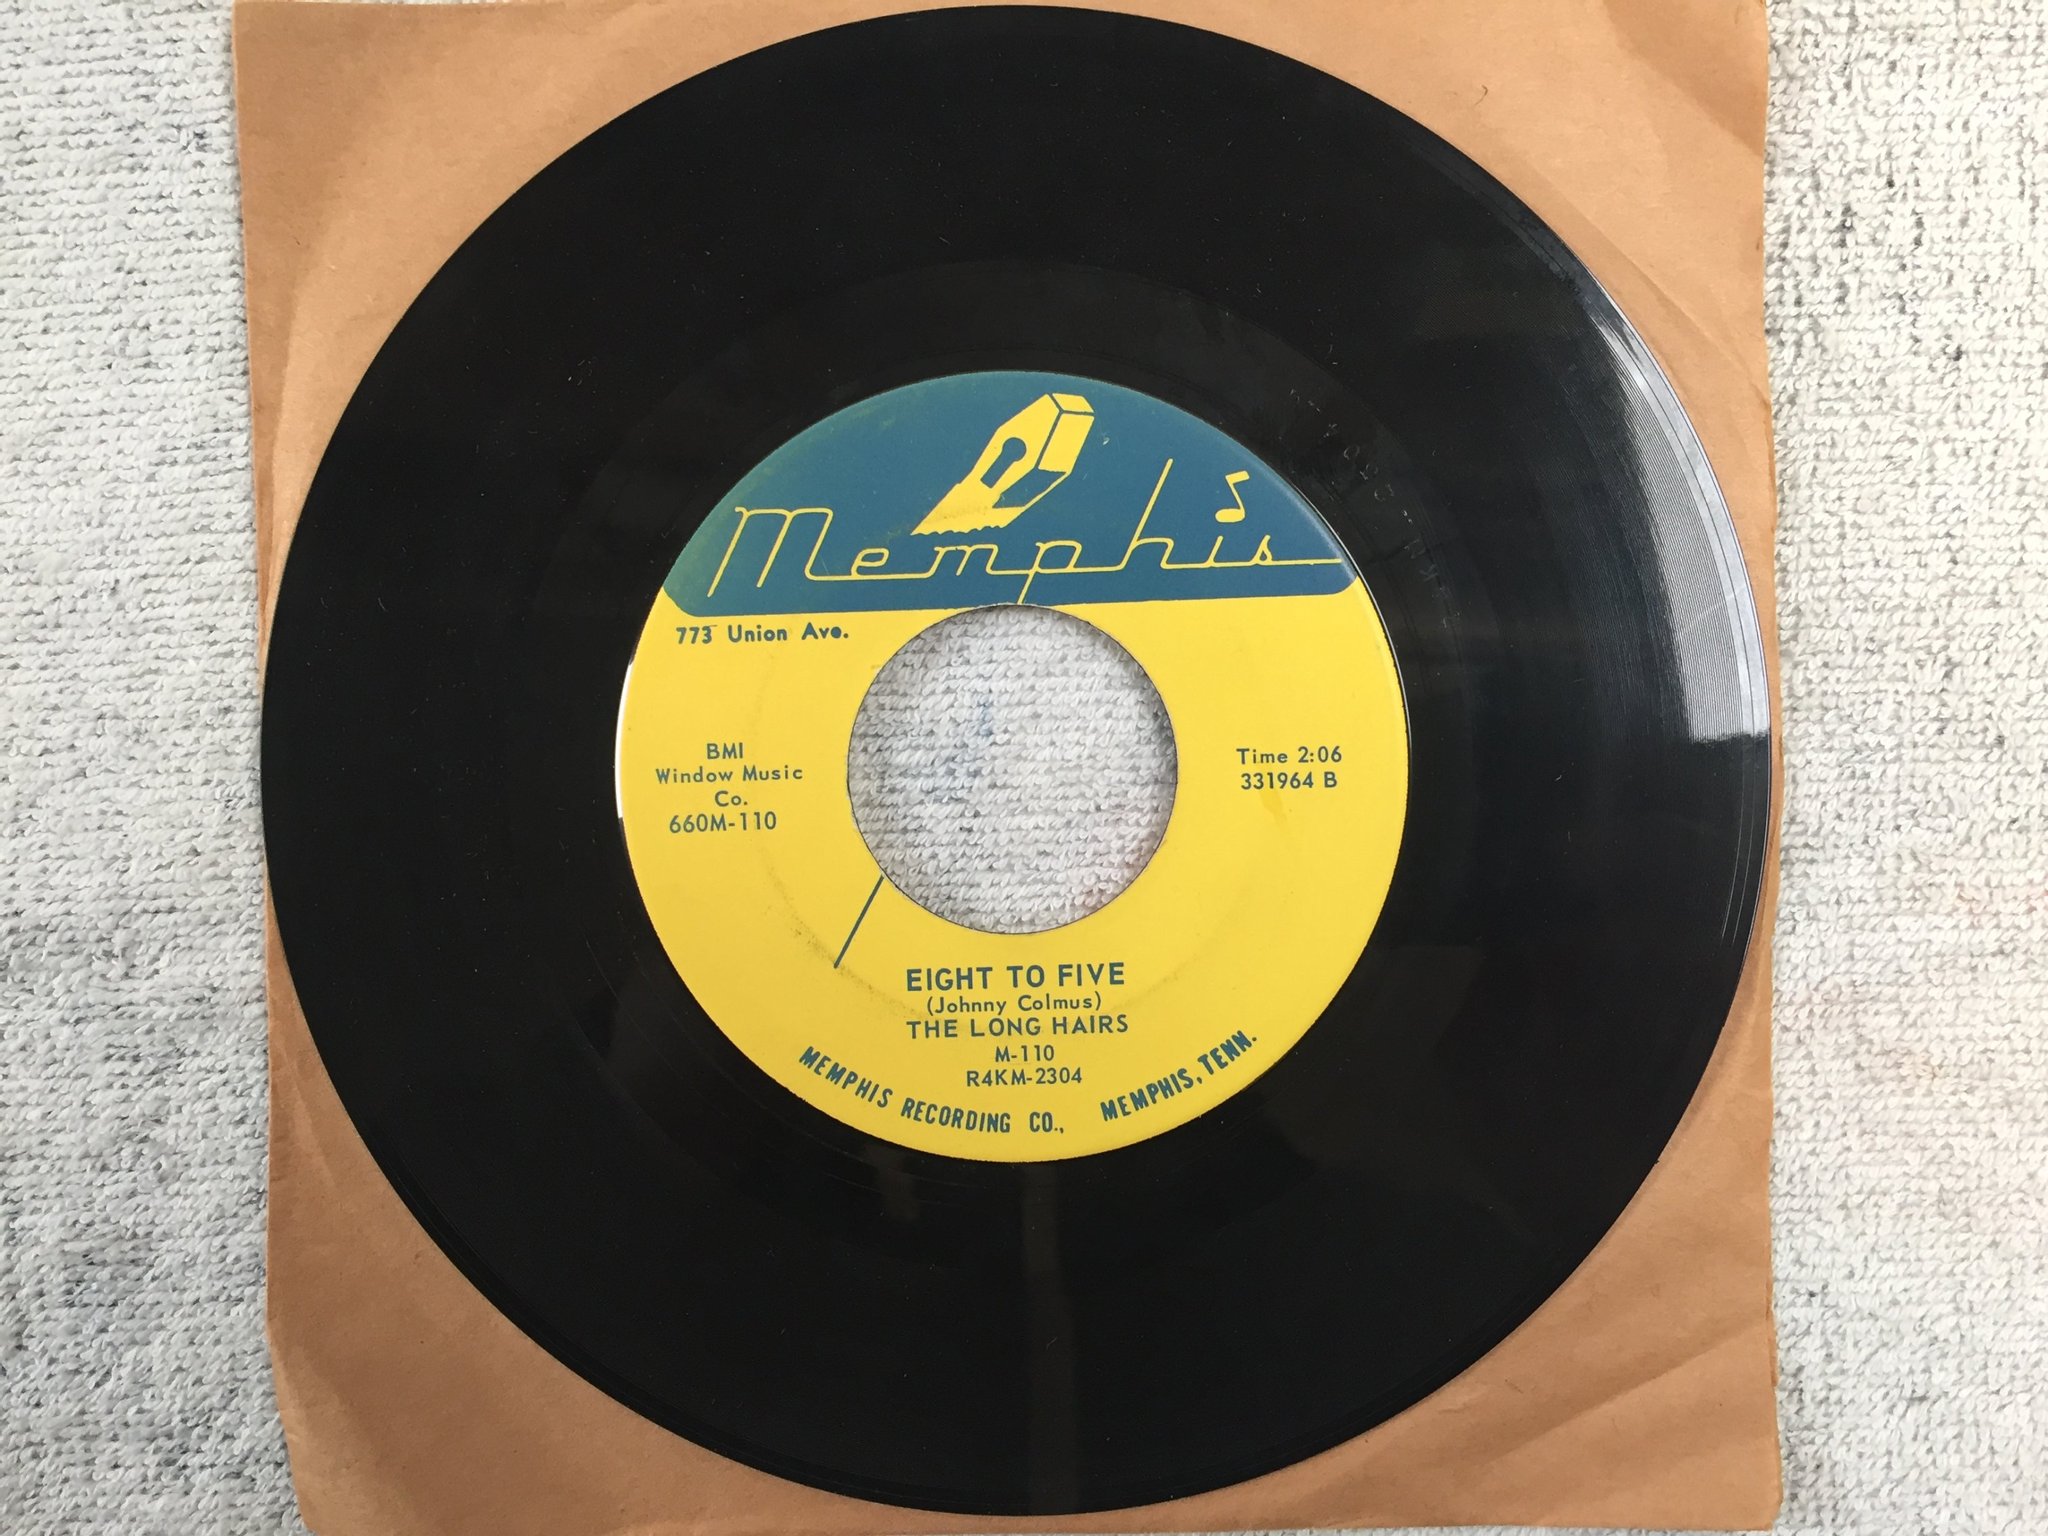 Memphis
773 Union Ave.
BMI
Window Music
Co.
660M-110
Time 2:06
331964 B
EIGHT TO FIVE
(Johnny Colmus)
THE LONG HAIRS
M-110
R4KM-2304
MEMPHIS RECORDING CO., MEMPHIS, TENN.